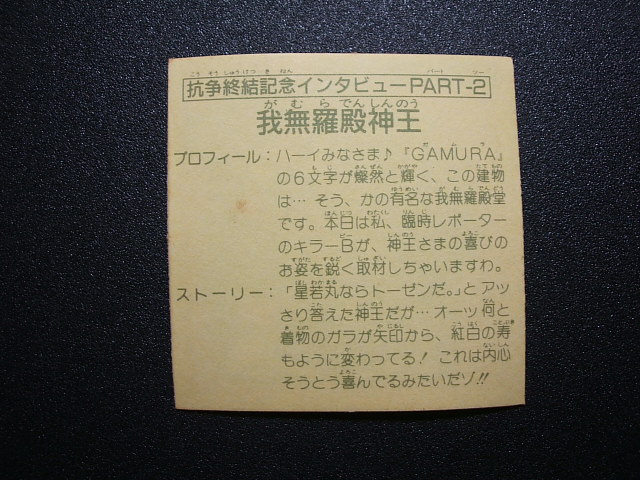 抗争終結記念インタビューPART-2
我無羅殿神王
プロフィール：ハーイみなさま♪『GAMURA』
の6文字が燦然と輝く、この建物
は…そう、かの有名な我無羅殿堂
です。本日は私、臨時レポーター
のキラーBが、神王さまの喜びの
お姿を鋭く取材しちゃいますわ。
ストーリー：「星若丸ならトーゼンだ。」とアッ
さり答えた神王だが…オーッ何と
着物のガラが矢印から、紅白の寿
もように変わってる！これは内心
そうとう喜んでるみたいだゾ!!